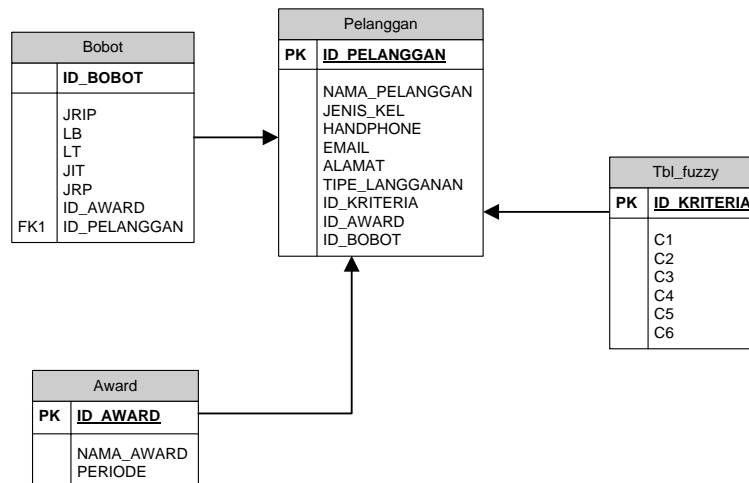 Bobot
ID_BOBOT
JRIP
LB
LT
JIT
JRP
ID_AWARD
FK1 ID_PELANGGAN
Pelanggan
PK ID_PELANGGAN
NAMA_PELANGGAN
JENIS_KEL
HANDPHONE
EMAIL
ALAMAT
TIPE_LANGGANAN
ID_KRITERIA
ID_AWARD
ID_BOBOT
Tbl_fuzzy
PK ID_KRITERIA
C1
C2
C3
C4
C5
C6
Award
PK ID_AWARD
NAMA_AWARD
PERIODE